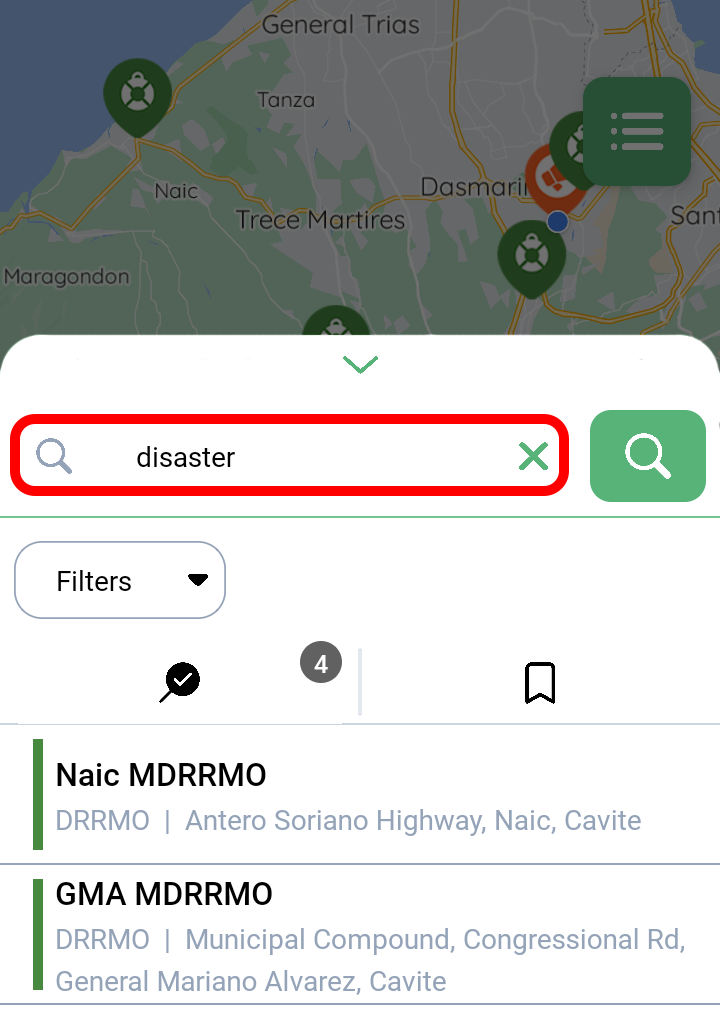 General Trias
Tanza
Naic
Dasmari
Trece Martires
Sant
Maragondon
disaster
Filters
4
Naic MDRRMO
DRRMO | Antero Soriano Highway, Naic, Cavite
GMA MDRRMO
DRRMO | Municipal Compound, Congressional Rd,
General Mariano Alvarez, Cavite